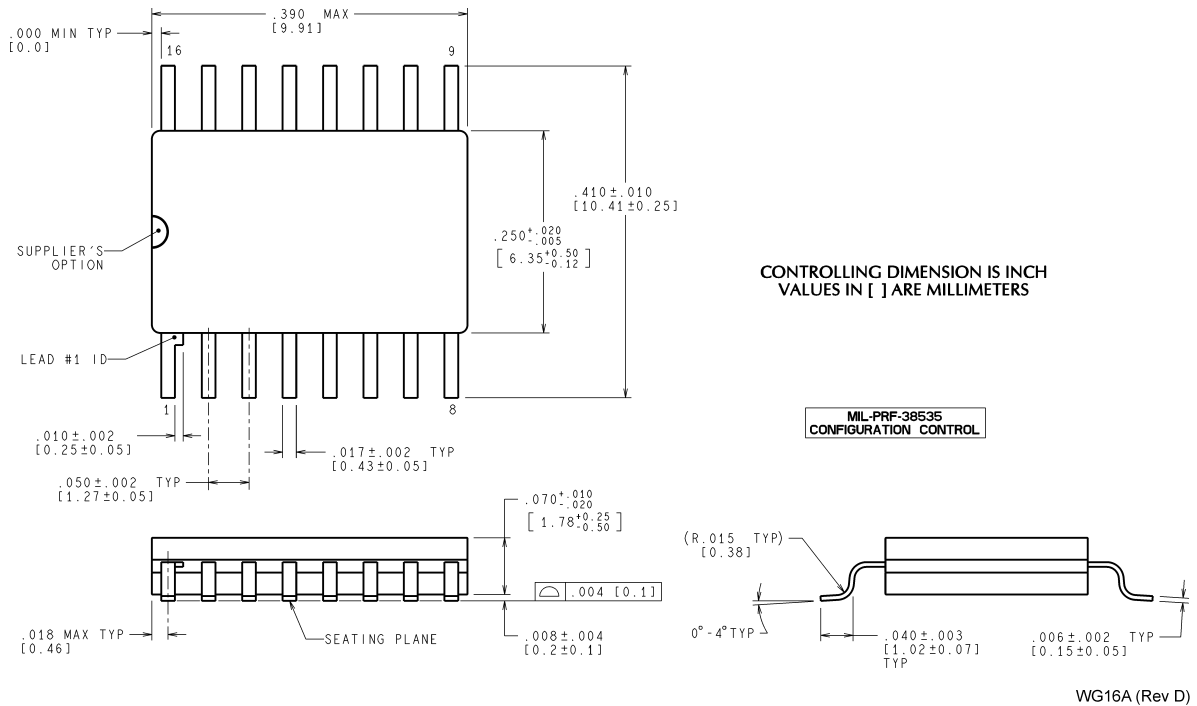 .390 MAX
[9.91]
.000 MIN TYP
[0.0]
16
9
.410±.010
[10.41±0.25]
.250+.020
-.005
[ 6.35+0.50
-0.12 ]
SUPPLIER'S
OPTION
CONTROLLING DIMENSION IS INCH
VALUES IN [ ] ARE MILLIMETERS
LEAD #1 ID
1
8
MIL-PRF-38535
CONFIGURATION CONTROL
.010±.002
[0.25±0.05]
.017±.002 TYP
[0.43±0.05]
.050±.002 TYP
[1.27±0.05]
.070+.010
-.020
[ 1.78+0.25
-0.50 ]
(R.015 TYP)
[0.38]
.004 [0.1]
.018 MAX TYP
[0.46]
SEATING PLANE
.008±.004
[0.2±0.1]
0°-4°TYP
.040±.003
[1.02±0.07]
TYP
.006±.002 TYP
[0.15±0.05]
WG16A (Rev D)